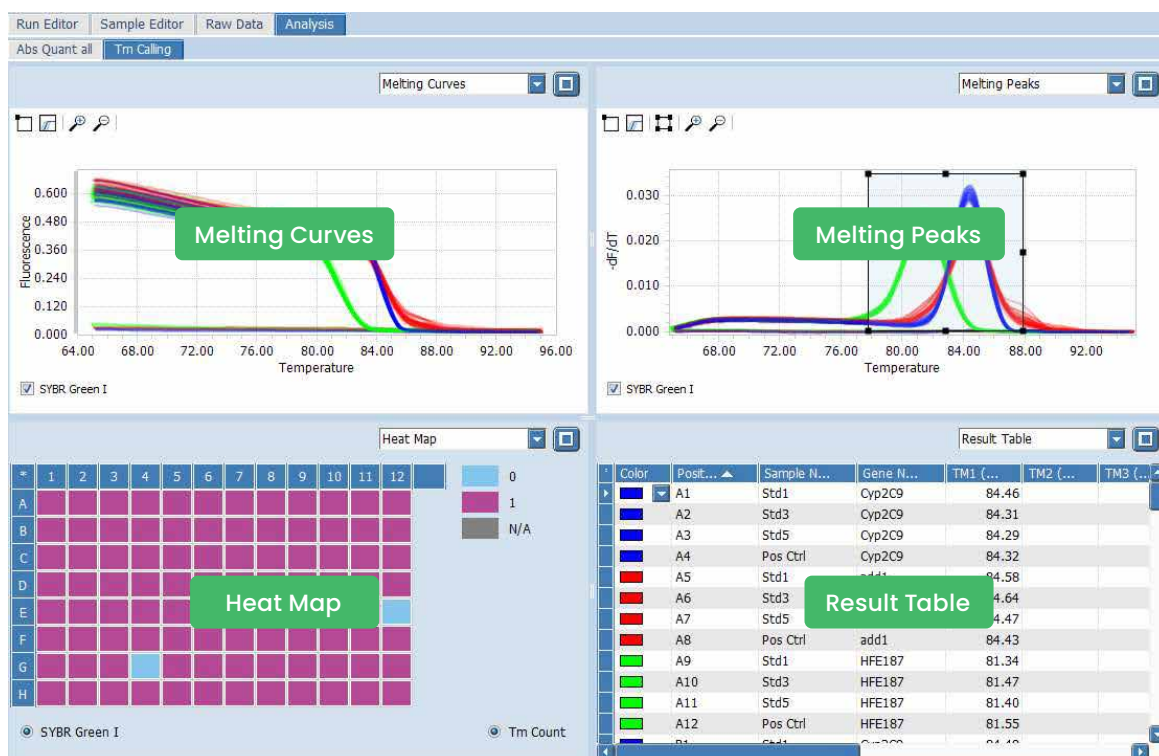 Run Editor Sample Editor Raw Data Analysis
Abs Quant all Tm Calling
Melting Curves
Melting Curves
Fluorescence
0.600
0.480
0.360
0.240
0.120
0.000
64.00 68.00 72.00 76.00 80.00 84.00 88.00 92.00 96.00
Temperature
SYBR Green I
Melting Peaks
Melting Peaks
-dF/dT
0.030
0.020
0.010
0.000
68.00 72.00 76.00 80.00 84.00 88.00 92.00
Temperature
SYBR Green I
Heat Map
* 1 2 3 4 5 6 7 8 9 10 11 12
A
B
C
D
E
F
G
H
0
1
N/A
Heat Map
SYBR Green I Tm Count
Result Table
Color Posit... Sample N... Gene N... TM1 (... TM2 (... TM3 (...
A1 Std1 Cyp2C9 84.46
A2 Std3 Cyp2C9 84.31
A3 Std5 Cyp2C9 84.29
A4 Pos Ctrl Cyp2C9 84.32
A5 Std1 84.58
A6 Std3
A7 Std5
Result Table
A8 Pos Ctrl add1 84.43
A9 Std1 HFE187 81.34
A10 Std3 HFE187 81.47
A11 Std5 HFE187 81.40
A12 Pos Ctrl HFE187 81.55